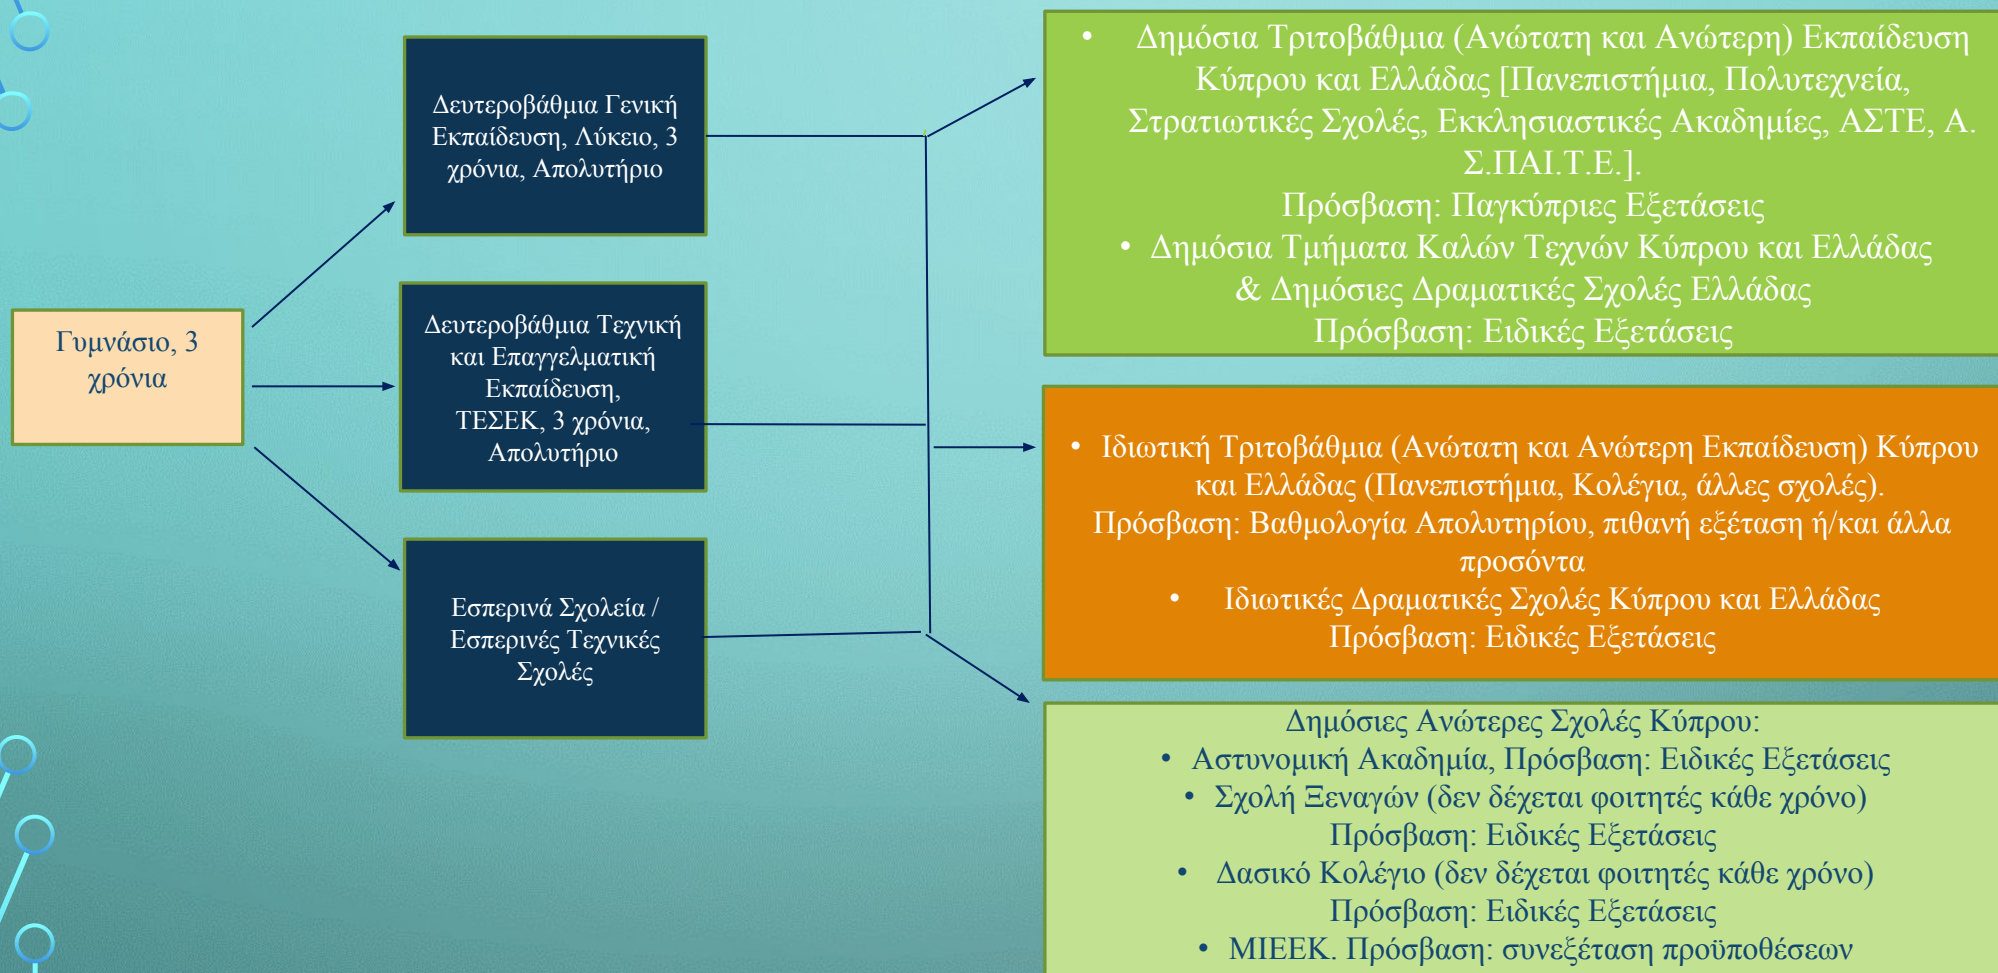 Γυμνάσιο, 3
χρόνια
Δευτεροβάθμια Γενική
Εκπαίδευση, Λύκειο, 3
χρόνια, Απολυτήριο
Δευτεροβάθμια Τεχνική
και Επαγγελματική
Εκπαίδευση,
ΤΕΣΕΚ, 3 χρόνια,
Απολυτήριο
Εσπερινά Σχολεία /
Εσπερινές Τεχνικές
Σχολές
• Δημόσια Τριτοβάθμια (Ανώτατη και Ανώτερη) Εκπαίδευση
Κύπρου και Ελλάδας [Πανεπιστήμια, Πολυτεχνεία,
Στρατιωτικές Σχολές, Εκκλησιαστικές Ακαδημίες, ΑΣΤΕ, Α.
Σ.ΠΑΙ.Τ.Ε.].
Πρόσβαση: Παγκύπριες Εξετάσεις
• Δημόσια Τμήματα Καλών Τεχνών Κύπρου και Ελλάδας
& Δημόσιες Δραματικές Σχολές Ελλάδας
Πρόσβαση: Ειδικές Εξετάσεις
• Ιδιωτική Τριτοβάθμια (Ανώτατη και Ανώτερη Εκπαίδευση) Κύπρου
και Ελλάδας (Πανεπιστήμια, Κολέγια, άλλες σχολές).
Πρόσβαση: Βαθμολογία Απολυτηρίου, πιθανή εξέταση ή/και άλλα
προσόντα
• Ιδιωτικές Δραματικές Σχολές Κύπρου και Ελλάδας
Πρόσβαση: Ειδικές Εξετάσεις
Δημόσιες Ανώτερες Σχολές Κύπρου:
• Αστυνομική Ακαδημία, Πρόσβαση: Ειδικές Εξετάσεις
• Σχολή Ξεναγών (δεν δέχεται φοιτητές κάθε χρόνο)
Πρόσβαση: Ειδικές Εξετάσεις
• Δασικό Κολέγιο (δεν δέχεται φοιτητές κάθε χρόνο)
Πρόσβαση: Ειδικές Εξετάσεις
• ΜΙΕΕΚ. Πρόσβαση: συνεξέταση προϋποθέσεων